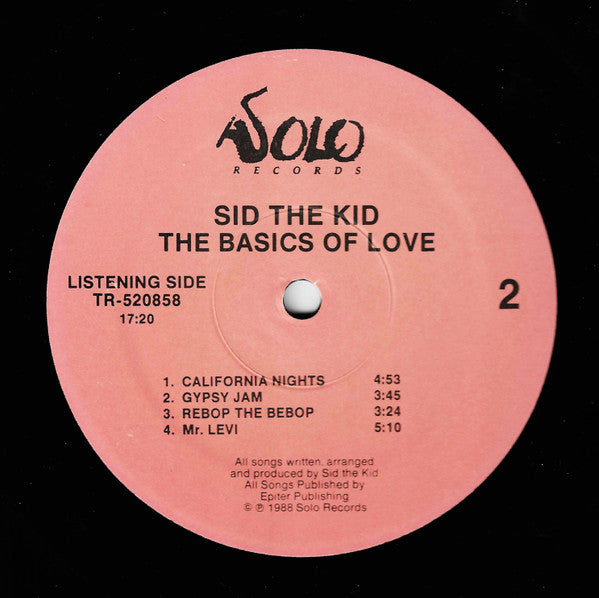 A SOLO
RECORDS
SID THE KID
THE BASICS OF LOVE
LISTENING SIDE
TR-520858
17:20
2
1. CALIFORNIA NIGHTS 4:53
2. GYPSY JAM 3:45
3. REBOP THE BEBOP 3:24
4. Mr. LEVI 5:10
All songs written, arranged
and produced by Sid the Kid
All Songs Published by
Epiter Publishing
© ℗ 1988 Solo Records